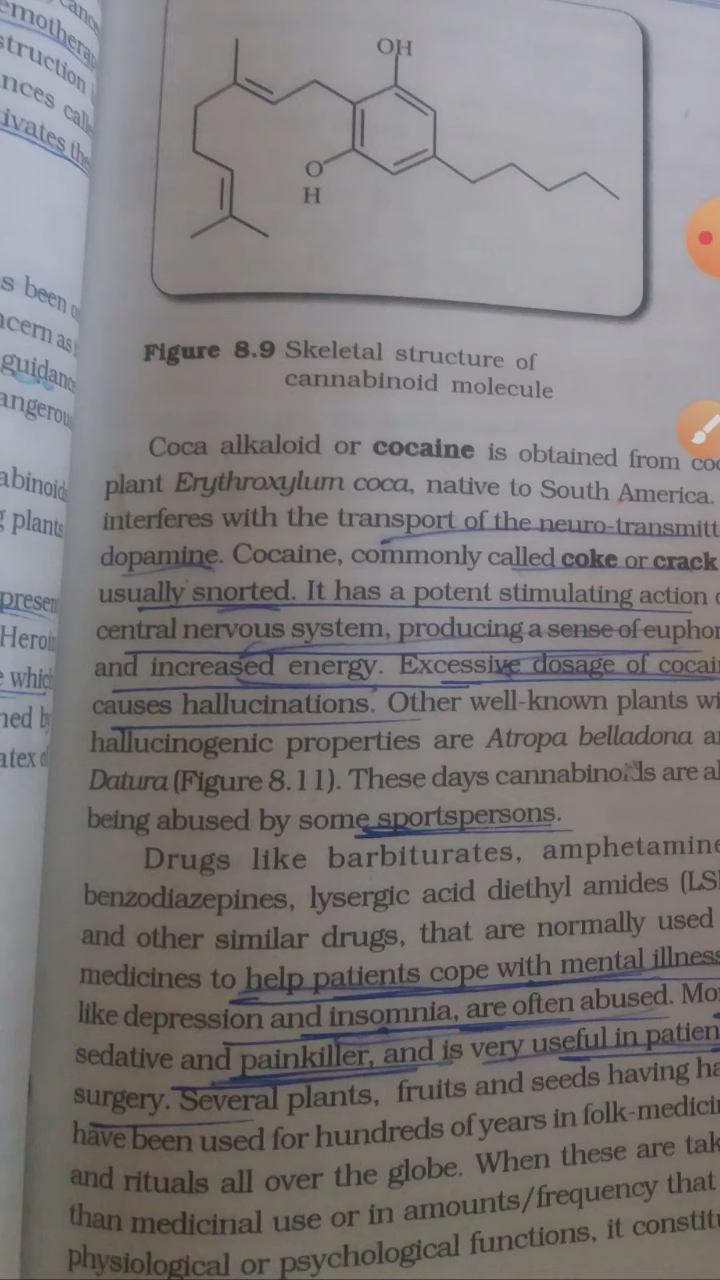 OH
O
H
Figure 8.9 Skeletal structure of
cannabinoid molecule
Coca alkaloid or cocaine is obtained from
plant Erythroxylum coca, native to South America.
interferes with the transport of the neuro-transmitt
dopamine. Cocaine, commonly called coke or crack
usually snorted. It has a potent stimulating action
central nervous system, producing a sense of euphor
and increased energy. Excessive dosage of cocai
causes hallucinations. Other well-known plants wi
hallucinogenic properties are Atropa belladona a
Datura (Figure 8.11). These days cannabinoids are al
being abused by some sportspersons.
Drugs like barbiturates, amphetamine
benzodiazepines, lysergic acid diethyl amides (LS
and other similar drugs, that are normally used
medicines to help patients cope with mental illness
like depression and insomnia, are often abused. Mo
sedative and painkiller, and is very useful in patien
surgery. Several plants, fruits and seeds having ha
have been used for hundreds of years in folk-medici
and rituals all over the globe. When these are tak
than medicinal use or in amounts/frequency that
physiological or psychological functions, it constitu